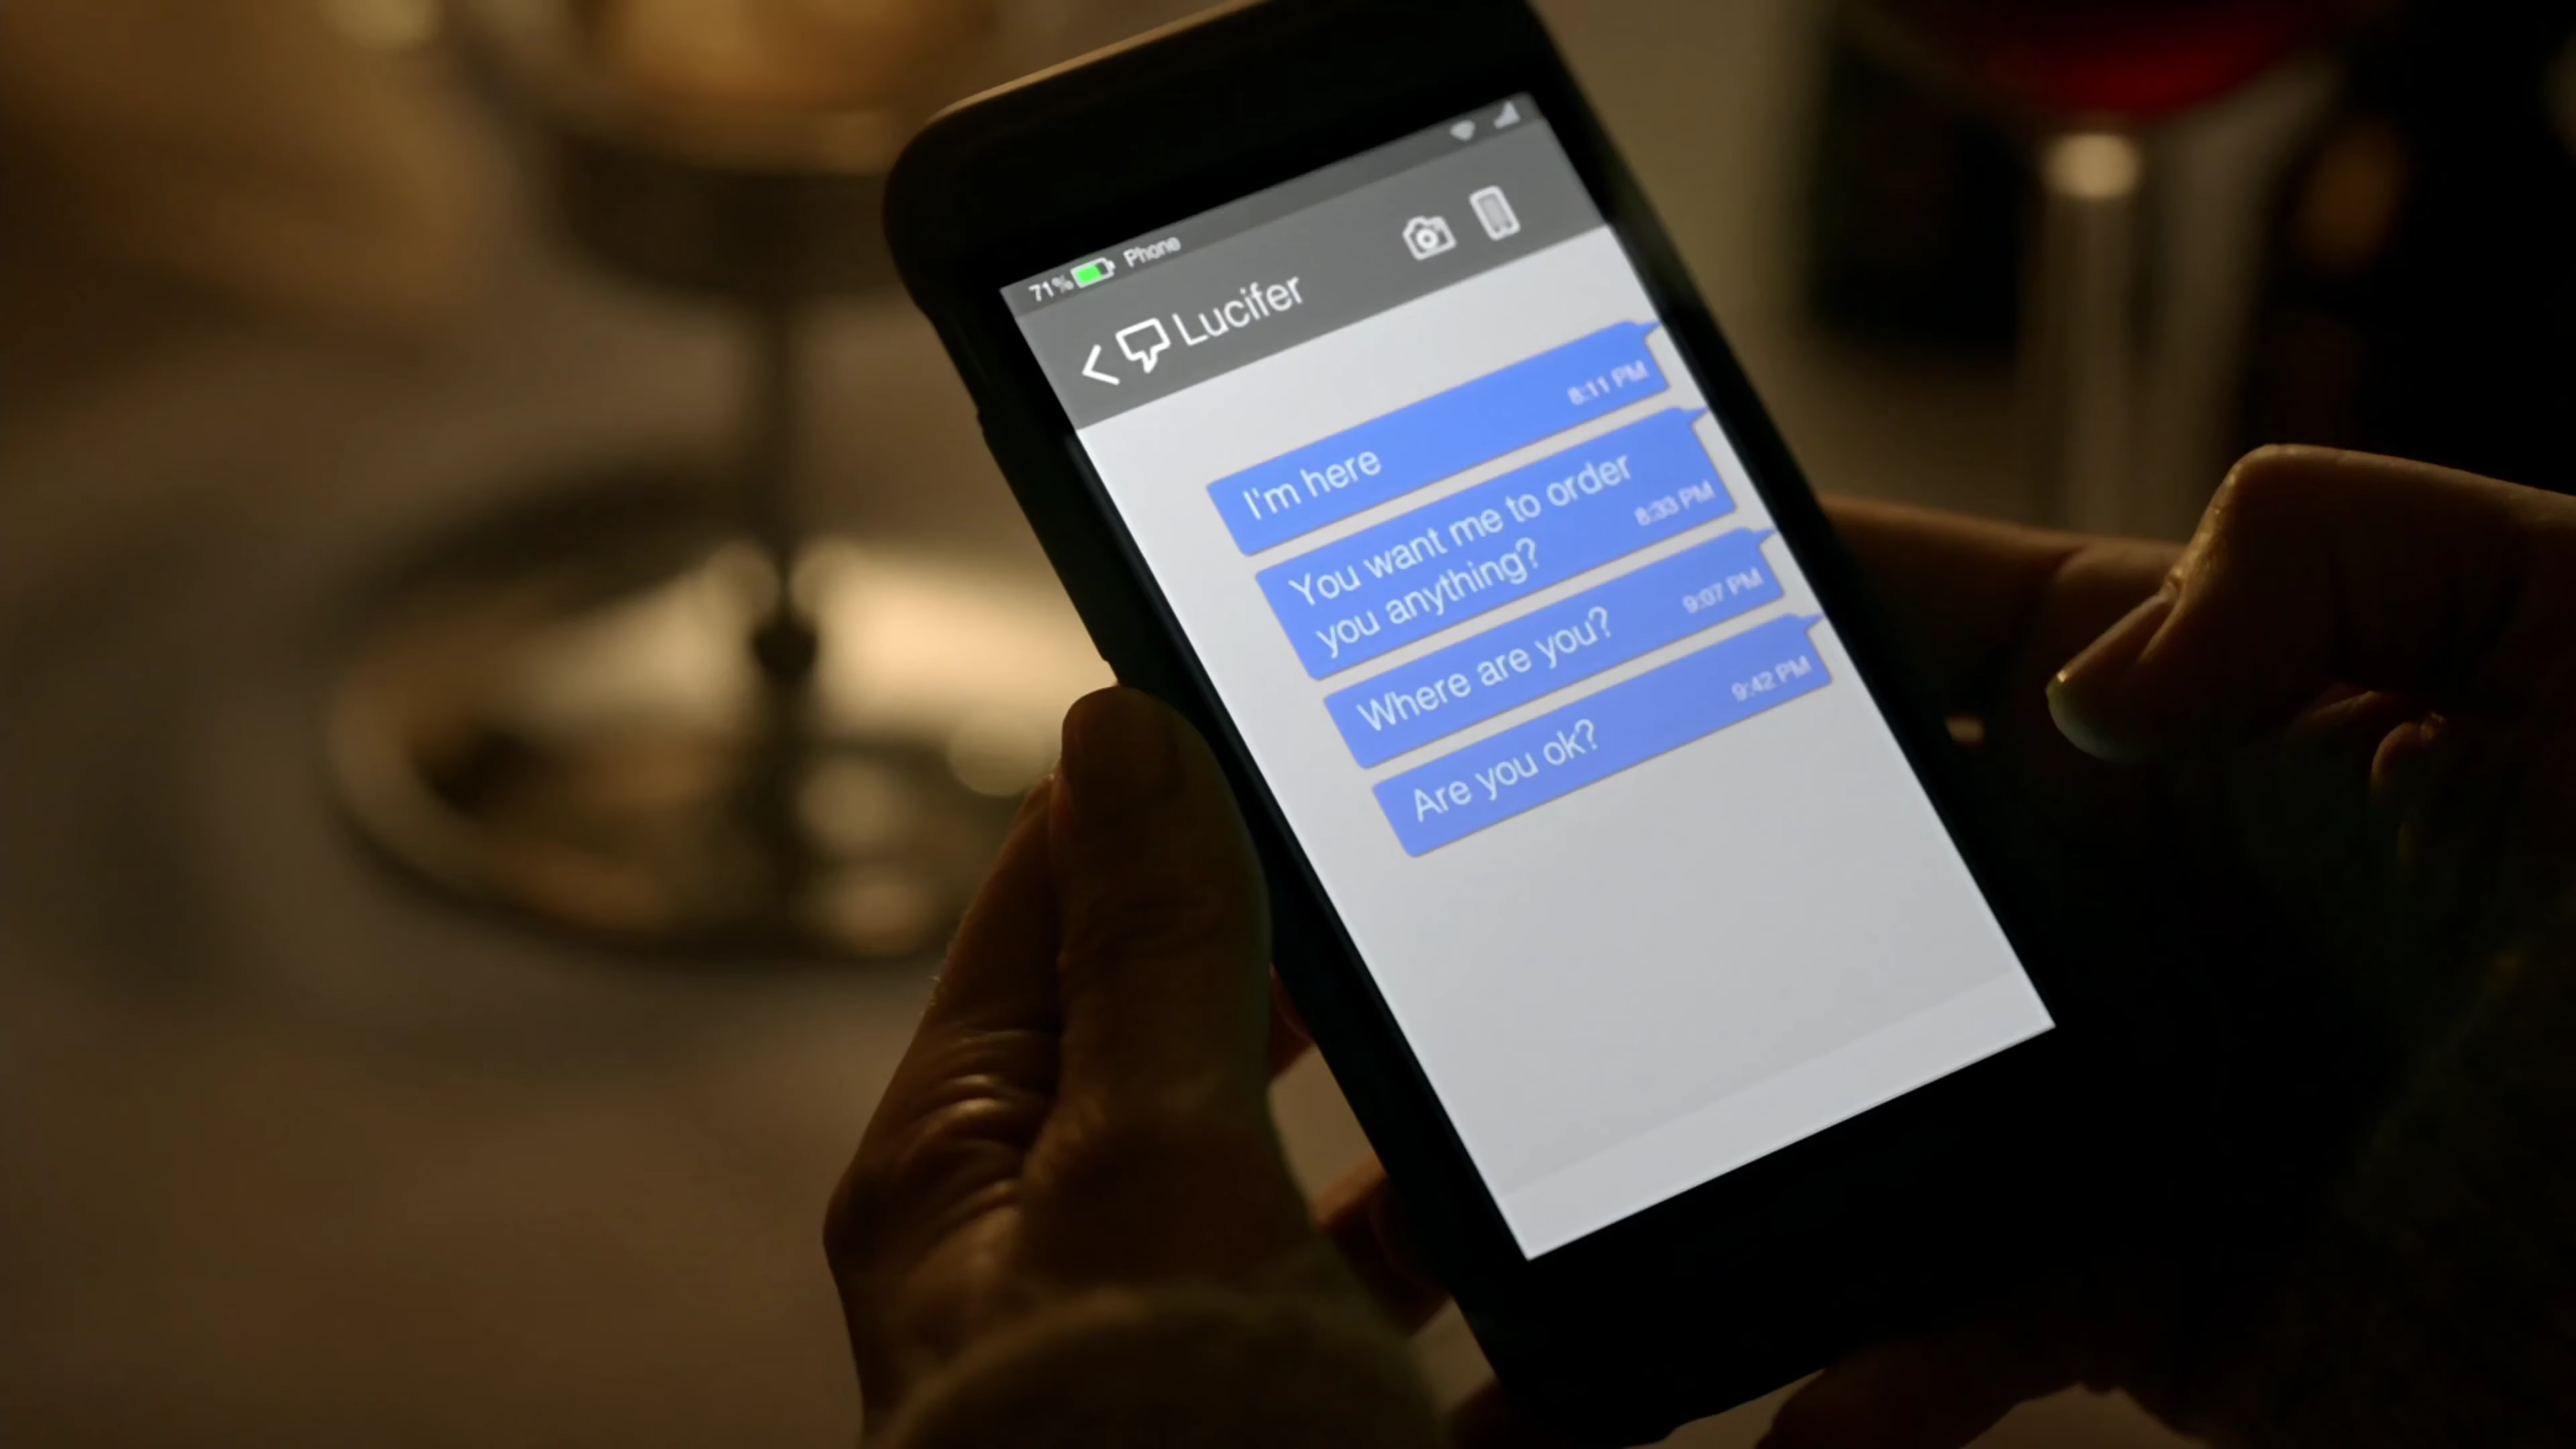 71% Phone
Lucifer
I'm here
8:11 PM
You want me to order
you anything?
8:33 PM
Where are you?
9:07 PM
Are you ok?
9:42 PM